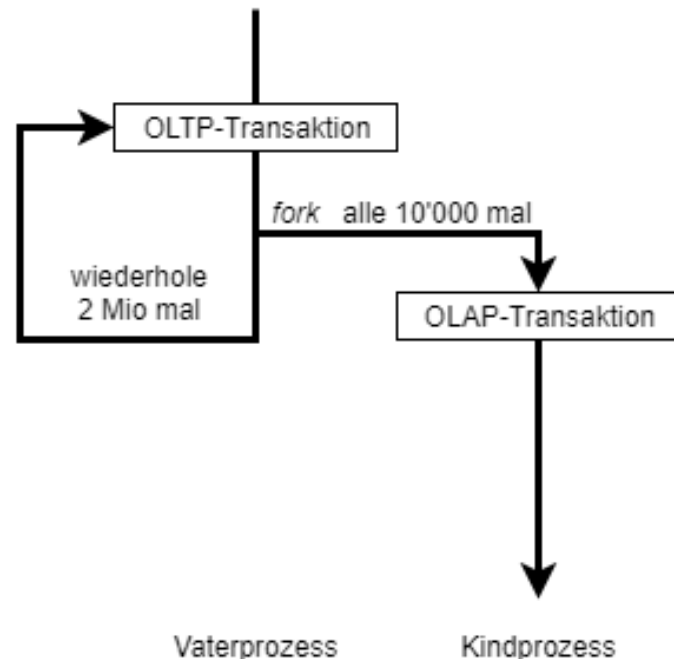 OLTP-Transaktion
fork alle 10'000 mal
wiederhole
2 Mio mal
OLAP-Transaktion
Vaterprozess
Kindprozess